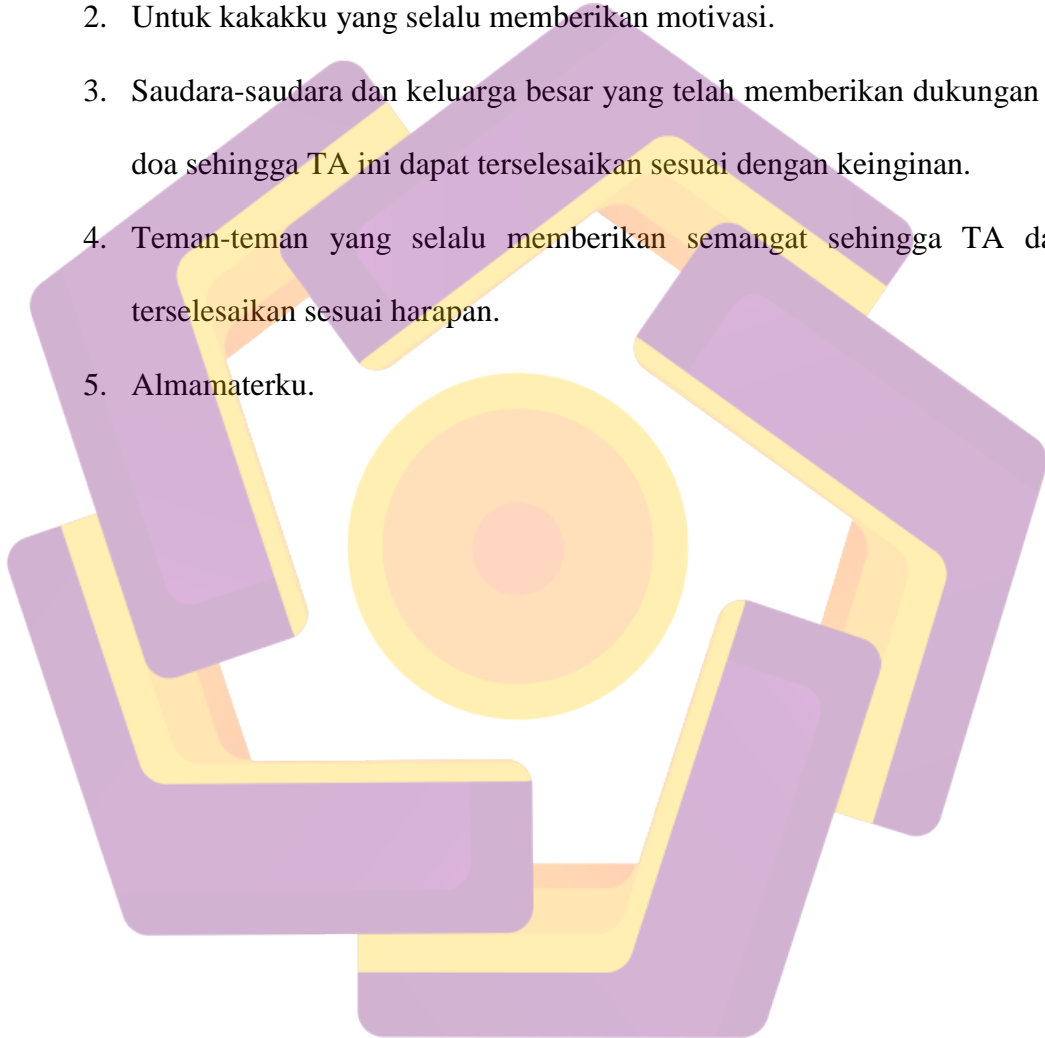 2. Untuk kakakku yang selalu memberikan motivasi.
3. Saudara-saudara dan keluarga besar yang telah memberikan dukungan
doa sehingga TA ini dapat terselesaikan sesuai dengan keinginan.
4. Teman-teman yang selalu memberikan semangat sehingga TA
terselesaikan sesuai harapan.
5. Almamaterku.